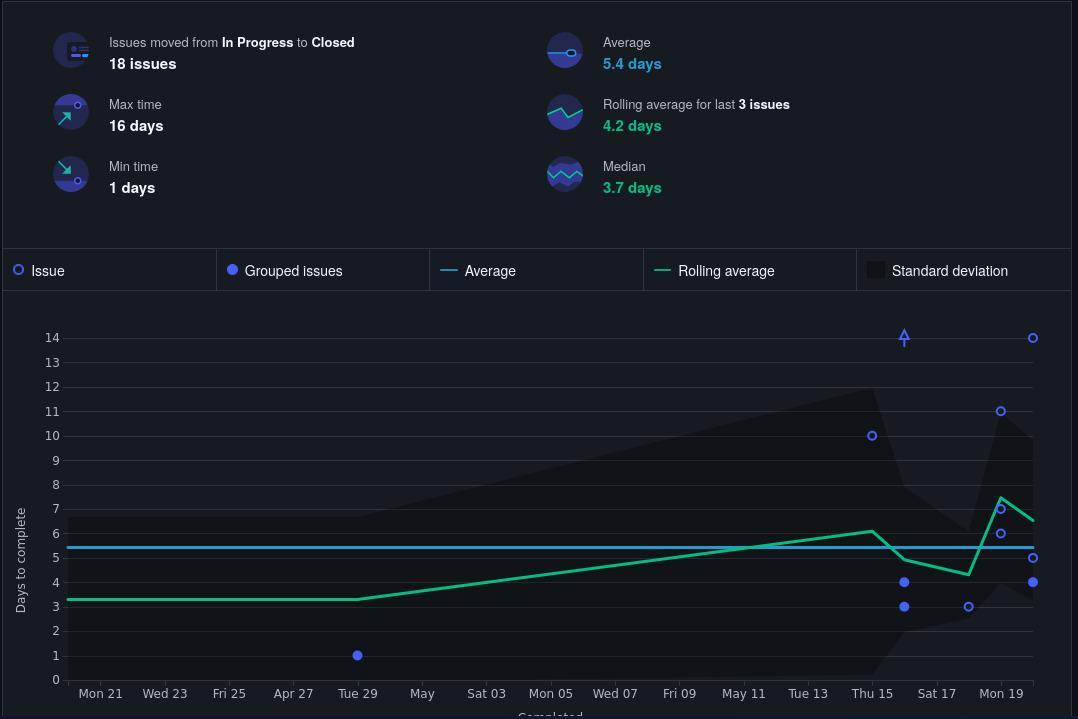 Issues moved from In Progress to Closed
18 issues
Average
5.4 days
Max time
16 days
Rolling average for last 3 issues
4.2 days
Min time
1 days
Median
3.7 days
Issue
Grouped issues
Average
Rolling average
Standard deviation
14
13
12
11
10
9
8
7
6
5
4
3
2
1
0
Days to complete
Mon 21 Wed 23 Fri 25 Apr 27 Tue 29 May Sat 03 Mon 05 Wed 07 Fri 09 May 11 Tue 13 Thu 15 Sat 17 Mon 19
Completed